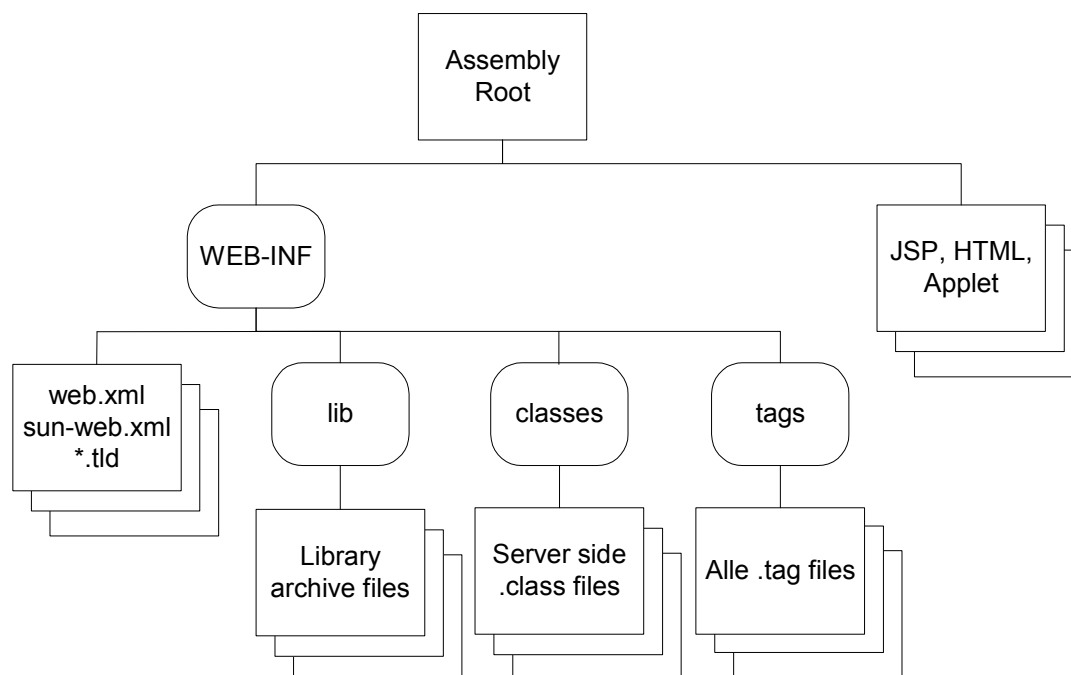 Assembly
Root
WEB-INF
JSP, HTML,
Applet
web.xml
sun-web.xml
*.tld
lib
classes
tags
Library
archive files
Server side
.class files
Alle .tag files